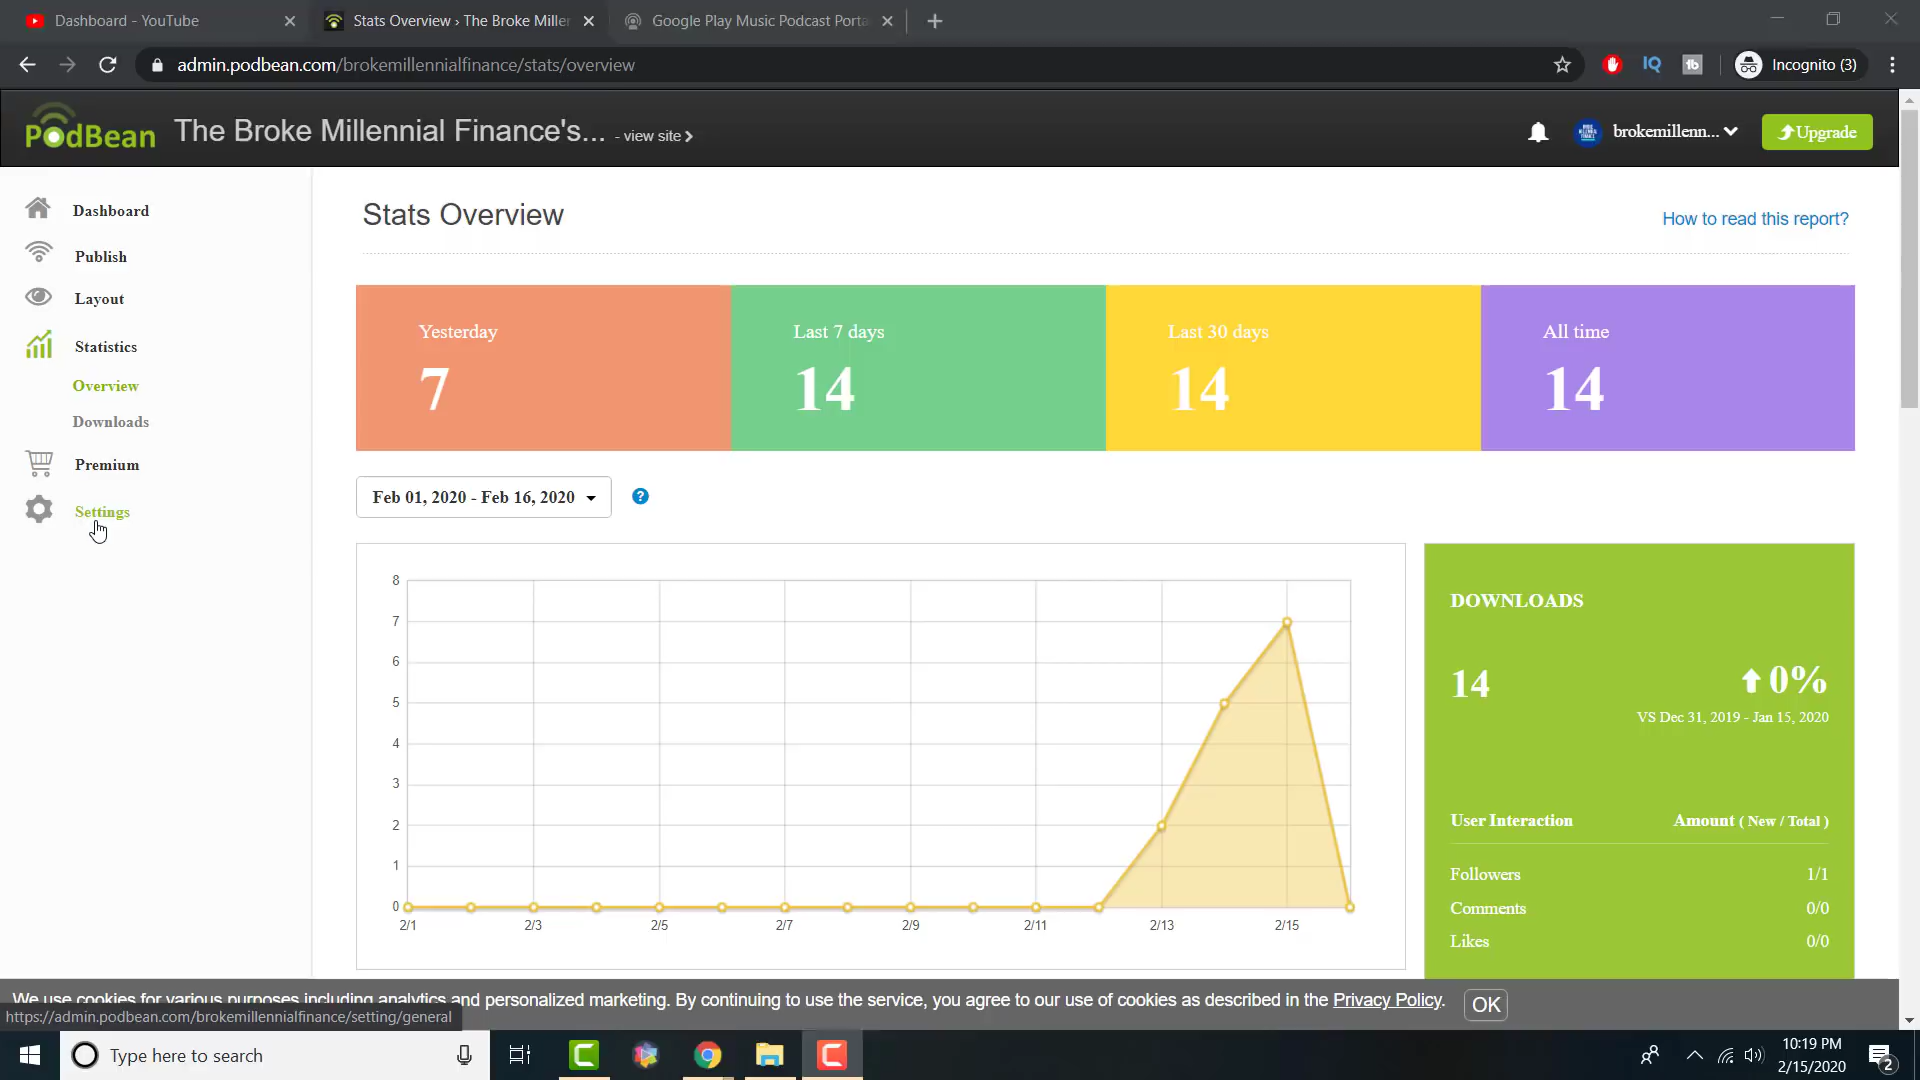 Dashboard - YouTube
Stats Overview › The Broke Miller
Google Play Music Podcast Porta
admin.podbean.com/brokemillennialfinance/stats/overview
Incognito (3)
PodBean
The Broke Millennial Finance's... - view site
brokemillenn...
Upgrade
Dashboard
Publish
Layout
Statistics
Overview
Downloads
Premium
Settings
Stats Overview
How to read this report?
Yesterday
7
Last 7 days
14
Last 30 days
14
All time
14
Feb 01, 2020 - Feb 16, 2020
?
8
7
6
5
4
3
2
1
0
2/1 2/3 2/5 2/7 2/9 2/11 2/13 2/15
DOWNLOADS
14
0%
VS Dec 31, 2019 - Jan 15, 2020
User Interaction Amount ( New / Total )
Followers 1/1
Comments 0/0
Likes 0/0
We use cookies for various purposes including analytics and personalized marketing. By continuing to use the service, you agree to our use of cookies as described in the Privacy Policy.
OK
https://admin.podbean.com/brokemillennialfinance/setting/general
Type here to search
10:19 PM
2/15/2020
2